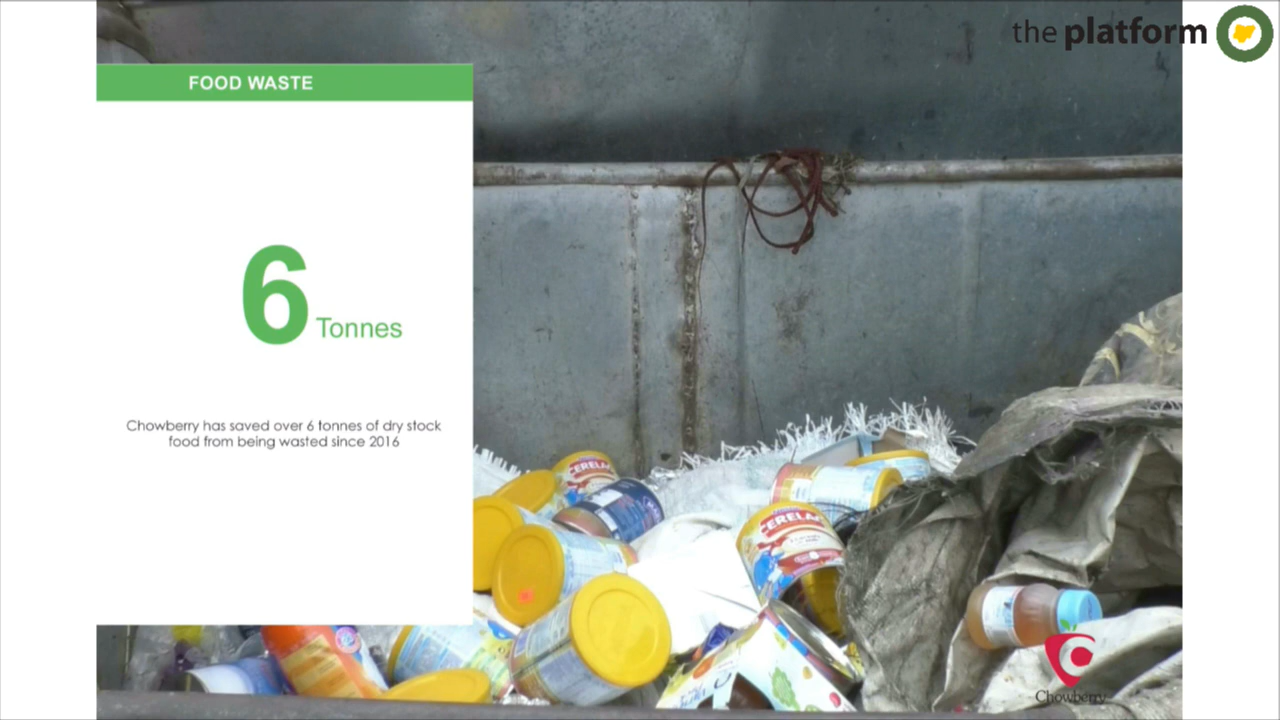 the platform
FOOD WASTE
6 Tonnes
Chowberry has saved over 6 tonnes of dry stock
food from being wasted since 2016
CERELAC
CERELAC
Chowberry